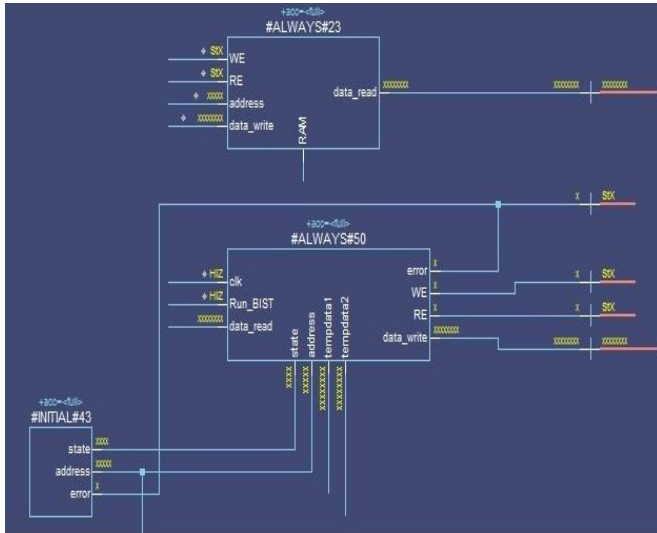 +acc=<full>
#ALWAYS#23
StX WE
StX RE
xxxxx address
xxxxxxxx data_write
data_read xxxxxxxx xxxxxxxx xxxxxxxx
RAM
x StX
+acc=<full>
#ALWAYS#50
HiZ clk
HiZ Run_BIST
xxxxxxxx data_read
error x
WE x x StX
RE x x StX
data_write xxxxxxxx xxxxxxxx xxxxxxxx
state
address
tempdata1
tempdata2
xxxx
xxxxx
xxxxxxxx
xxxxxxxx
+acc=<full>
#INITIAL#43
state xxxx
address xxxxx
error x